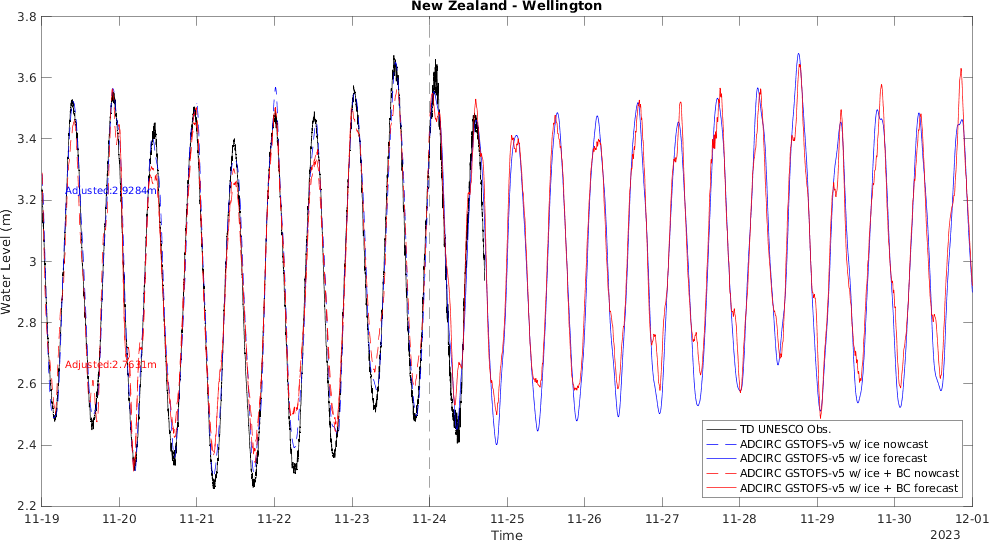 New Zealand - Wellington
3.8
3.6
3.4
3.2
3
2.8
2.6
2.4
2.2
Water Level (m)
Adjusted:2.9284m
Adjusted:2.7631m
TD UNESCO Obs.
ADCIRC GSTOFS-v5 w/ ice nowcast
ADCIRC GSTOFS-v5 w/ ice forecast
ADCIRC GSTOFS-v5 w/ ice + BC nowcast
ADCIRC GSTOFS-v5 w/ ice + BC forecast
11-19 11-20 11-21 11-22 11-23 11-24 11-25 11-26 11-27 11-28 11-29 11-30 12-01
Time
2023